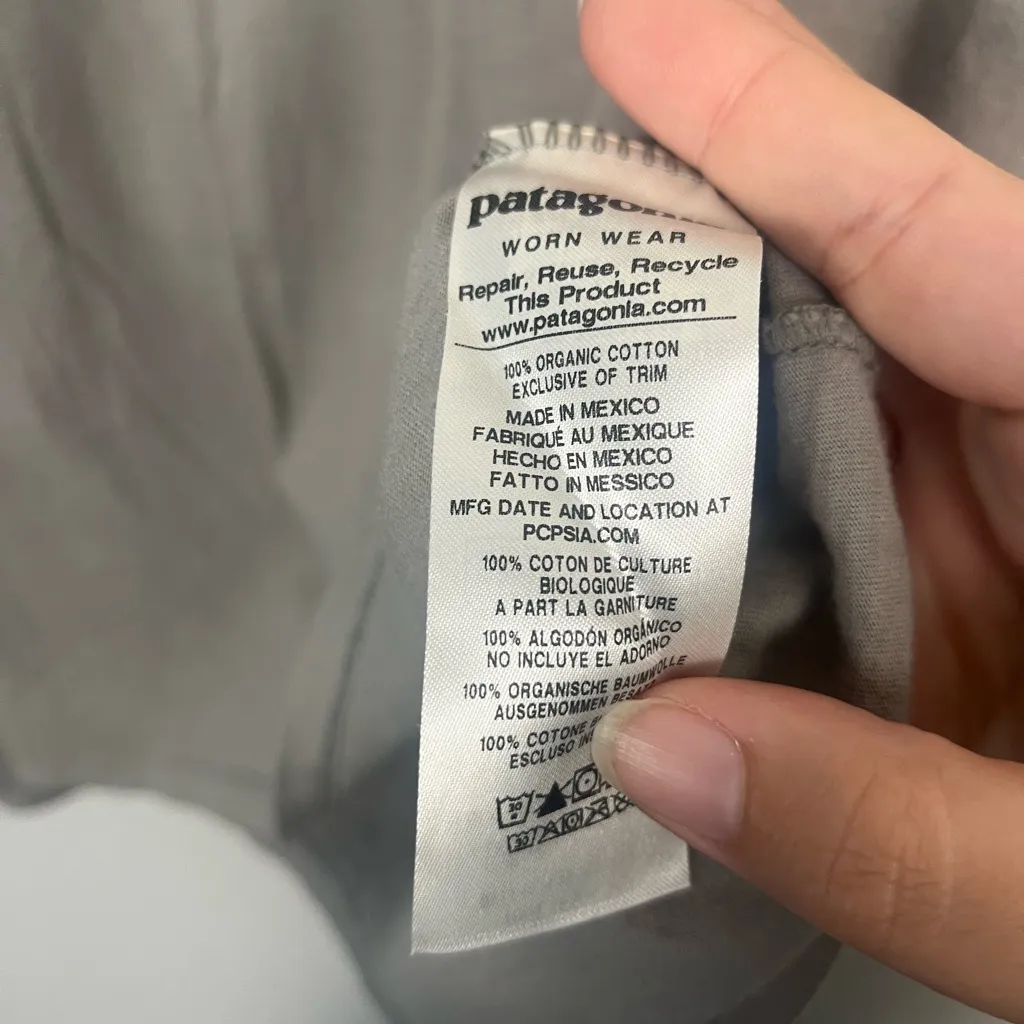 patagonia
WORN WEAR
Repair, Reuse, Recycle
This Product
www.patagonia.com
100% ORGANIC COTTON
EXCLUSIVE OF TRIM
MADE IN MEXICO
FABRIQUÉ AU MEXIQUE
HECHO EN MEXICO
FATTO IN MESSICO
MFG DATE AND LOCATION AT
PCPSIA.COM
100% COTON DE CULTURE
BIOLOGIQUE
A PART LA GARNITURE
100% ALGODÓN ORGÁNICO
NO INCLUYE EL ADORNO
100% ORGANISCHE BAUMWOLLE
AUSGENOMMEN
100% COTONE
ESCLUSO
30
30